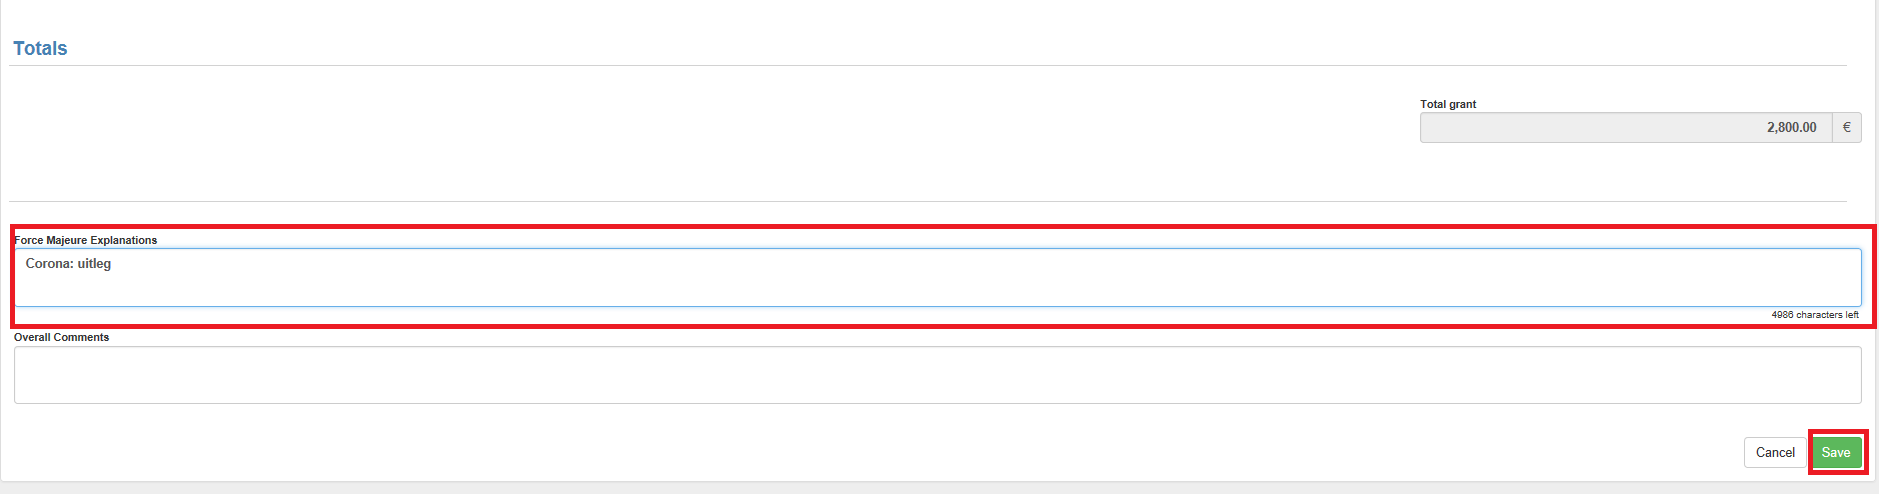 Totals
Total grant
2,800.00 €
Force Majeure Explanations
Corona: uitleg
4986 characters left
Overall Comments
Cancel Save